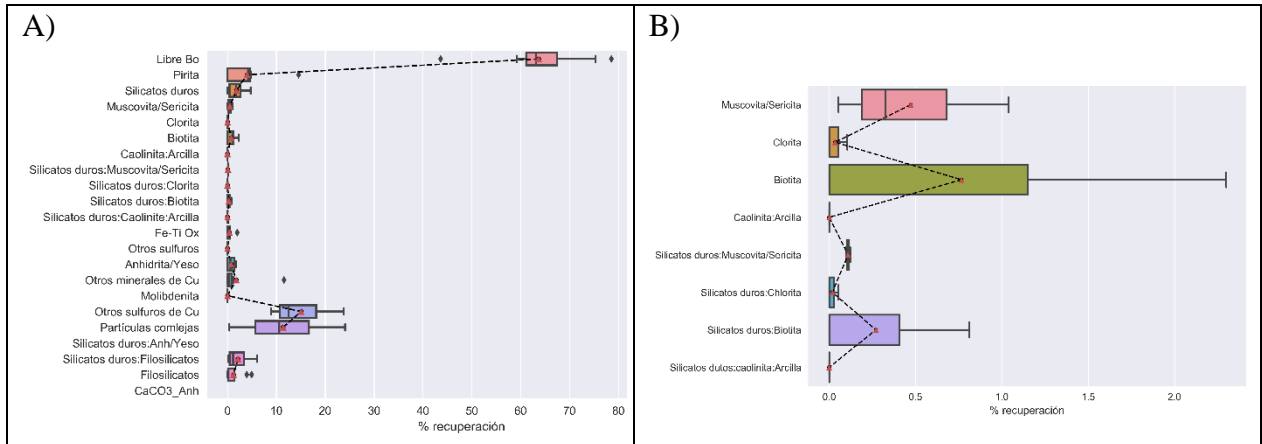 A)
Libre Bo
Pirita
Silicatos duros
Muscovita/Sericita
Clorita
Biotita
Caolinita:Arcilla
Silicatos duros:Muscovita/Sericita
Silicatos duros:Clorita
Silicatos duros:Biotita
Silicatos duros:Caolinite:Arcilla
Fe-Ti Ox
Otros sulfuros
Anhidrita/Yeso
Otros minerales de Cu
Molibdenita
Otros sulfuros de Cu
Partículas comlejas
Silicatos duros:Anh/Yeso
Silicatos duros:Filosilicatos
Filosilicatos
CaCO3_Anh
0 10 20 30 40 50 60 70 80
% recuperación
B)
Muscovita/Sericita
Clorita
Biotita
Caolinita:Arcilla
Silicatos duros:Muscovita/Sericita
Silicatos duros:Chlorita
Silicatos duros:Biotita
Silicatos dutos:caolinita:Arcilla
0.0 0.5 1.0 1.5 2.0
% recuperación